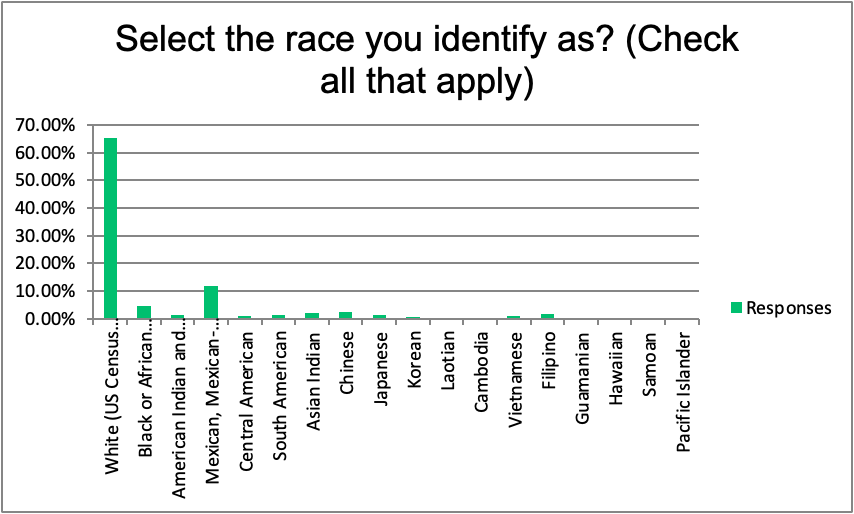 Select the race you identify as? (Check
all that apply)
70.00%
60.00%
50.00%
40.00%
30.00%
20.00%
10.00%
0.00%
White (US Census…
Black or African…
American Indian and…
Mexican, Mexican-…
Central American
South American
Asian Indian
Chinese
Japanese
Korean
Laotian
Cambodia
Vietnamese
Filipino
Guamanian
Hawaiian
Samoan
Pacific Islander
Responses